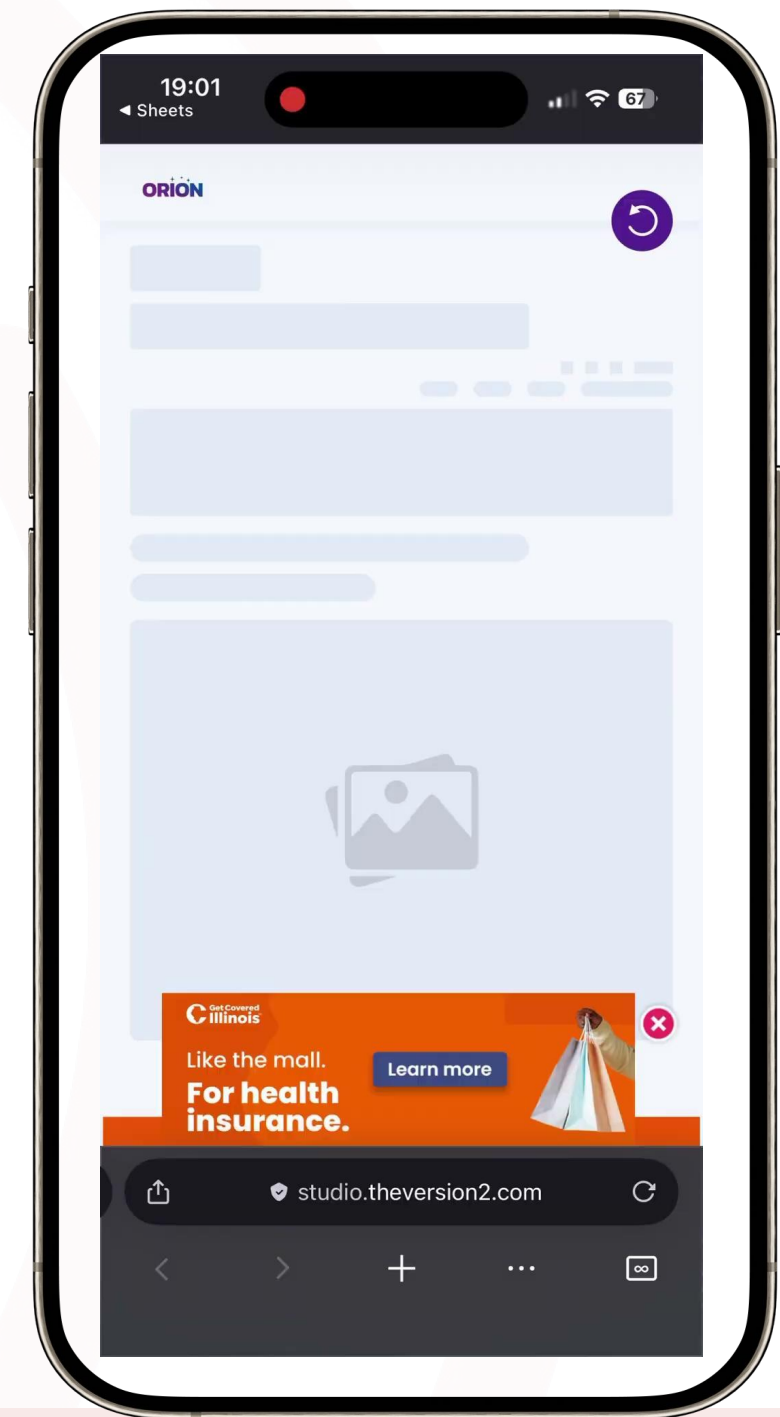 19:01
◀ Sheets
67
ORION
Get Covered
Illinois
Like the mall.
For health
insurance.
Learn more
studio.theversion2.com